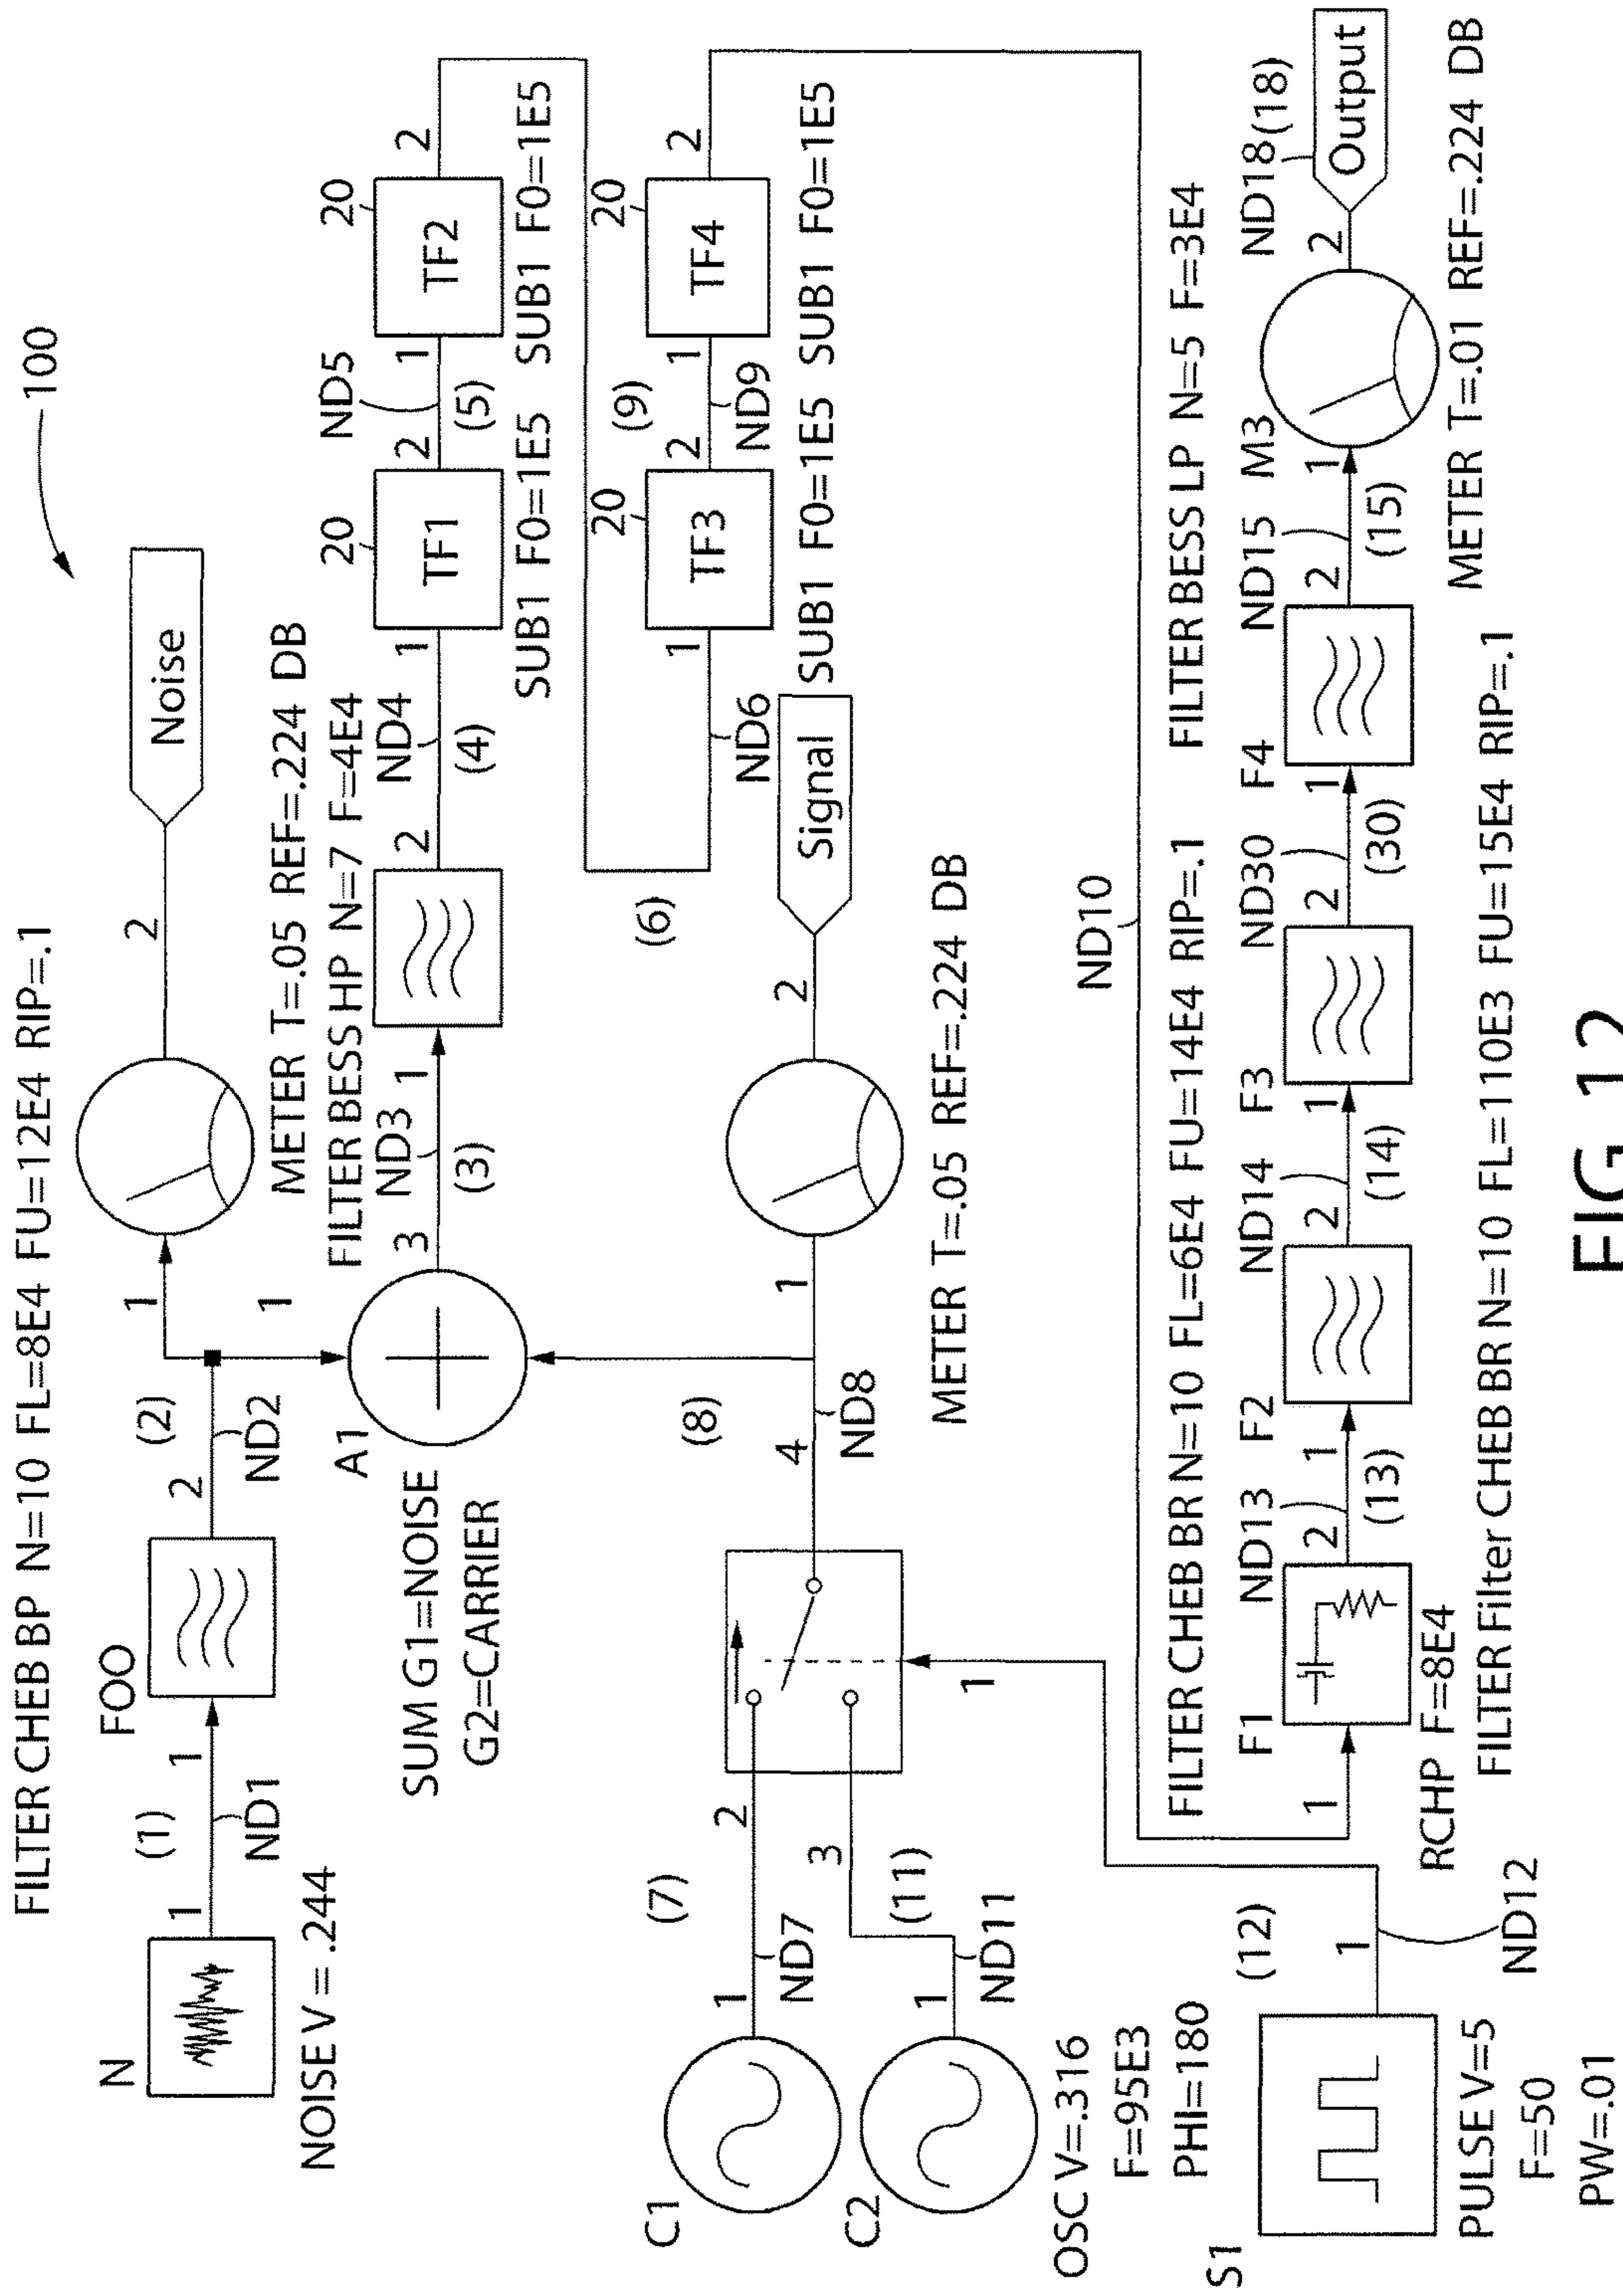 100
FILTER CHEB BP N=10 FL=8E4 FU=12E4 RIP=.1
N
1
(1)
ND1
NOISE V = .244
FOO
1
2
(2)
ND2
1
1
2
Noise
METER T=.05 REF=.224 DB
A1
SUM G1=NOISE
G2=CARRIER
3
ND3
(3)
FILTER BESS HP N=7 F=4E4
1
2
ND4
(4)
1
20
TF1
2
ND5
(5)
1
20
TF2
2
SUB1 F0=1E5 SUB1 F0=1E5
(6)
ND6
1
20
TF3
2
(9)
ND9
1
20
TF4
2
SUB1 F0=1E5 SUB1 F0=1E5
C1
1
(7)
ND7
2
C2
1
(11)
ND11
3
OSC V=.316
F=95E3
PHI=180
4
(8)
ND8
1
2
Signal
METER T=.05 REF=.224 DB
1
ND10
S1
PULSE V=5
F=50
PW=.01
1
(12)
ND12
FILTER CHEB BR N=10 FL=6E4 FU=14E4 RIP=.1
FILTER BESS LP N=5 F=3E4
1
F1
RCHP F=8E4
ND13
2
(13)
1
F2
ND14
2
(14)
1
F3
ND30
2
(30)
1
F4
ND15
2
(15)
1
M3
2
ND18(18)
Output
METER T=.01 REF=.224 DB
FILTER Filter CHEB BR N=10 FL=110E3 FU=15E4 RIP=.1
FIG 12